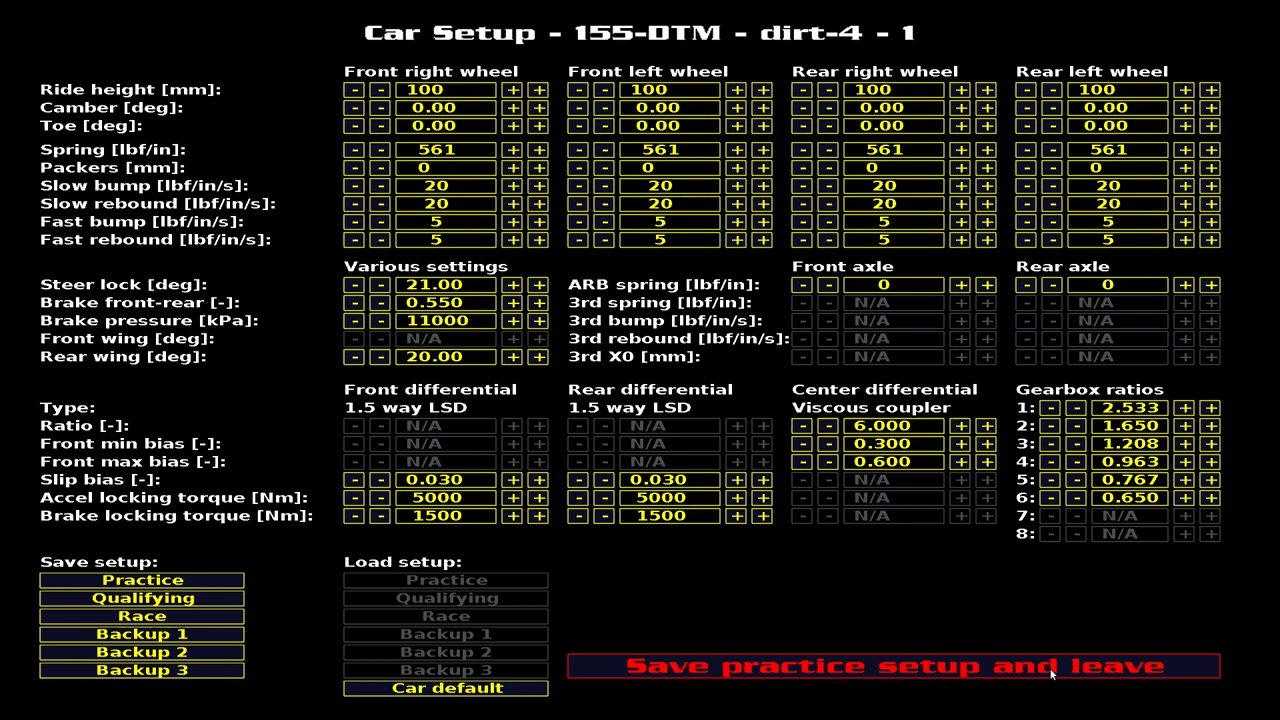 Car Setup - 155-DTM - dirt-4 - 1
Front right wheel Front left wheel Rear right wheel Rear left wheel
Ride height [mm]: - - 100 + + - - 100 + + - - 100 + + - - 100 + +
Camber [deg]: - - 0.00 + + - - 0.00 + + - - 0.00 + + - - 0.00 + +
Toe [deg]: - - 0.00 + + - - 0.00 + + - - 0.00 + + - - 0.00 + +
Spring [lbf/in]: - - 561 + + - - 561 + + - - 561 + + - - 561 + +
Packers [mm]: - - 0 + + - - 0 + + - - 0 + + - - 0 + +
Slow bump [lbf/in/s]: - - 20 + + - - 20 + + - - 20 + + - - 20 + +
Slow rebound [lbf/in/s]: - - 20 + + - - 20 + + - - 20 + + - - 20 + +
Fast bump [lbf/in/s]: - - 5 + + - - 5 + + - - 5 + + - - 5 + +
Fast rebound [lbf/in/s]: - - 5 + + - - 5 + + - - 5 + + - - 5 + +
Various settings Front axle Rear axle
Steer lock [deg]: - - 21.00 + + ARB spring [lbf/in]: - - 0 + + - - 0 + +
Brake front-rear [-]: - - 0.550 + + 3rd spring [lbf/in]: - - N/A + + - - N/A + +
Brake pressure [kPa]: - - 11000 + + 3rd bump [lbf/in/s]: - - N/A + + - - N/A + +
Front wing [deg]: - - N/A + + 3rd rebound [lbf/in/s]: - - N/A + + - - N/A + +
Rear wing [deg]: - - 20.00 + + 3rd X0 [mm]: - - N/A + + - - N/A + +
Front differential Rear differential Center differential Gearbox ratios
Type: 1.5 way LSD 1.5 way LSD Viscous coupler 1: - - 2.533 + +
Ratio [-]: - - N/A + + - - N/A + + - - 6.000 + + 2: - - 1.650 + +
Front min bias [-]: - - N/A + + - - N/A + + - - 0.300 + + 3: - - 1.208 + +
Front max bias [-]: - - N/A + + - - N/A + + - - 0.600 + + 4: - - 0.963 + +
Slip bias [-]: - - 0.030 + + - - 0.030 + + - - N/A + + 5: - - 0.767 + +
Accel locking torque [Nm]: - - 5000 + + - - 5000 + + - - N/A + + 6: - - 0.650 + +
Brake locking torque [Nm]: - - 1500 + + - - 1500 + + - - N/A + + 7: - - N/A + +
8: - - N/A + +
Save setup: Load setup:
Practice Practice
Qualifying Qualifying
Race Race
Backup 1 Backup 1
Backup 2 Backup 2
Backup 3 Backup 3
Save practice setup and leave
Car default